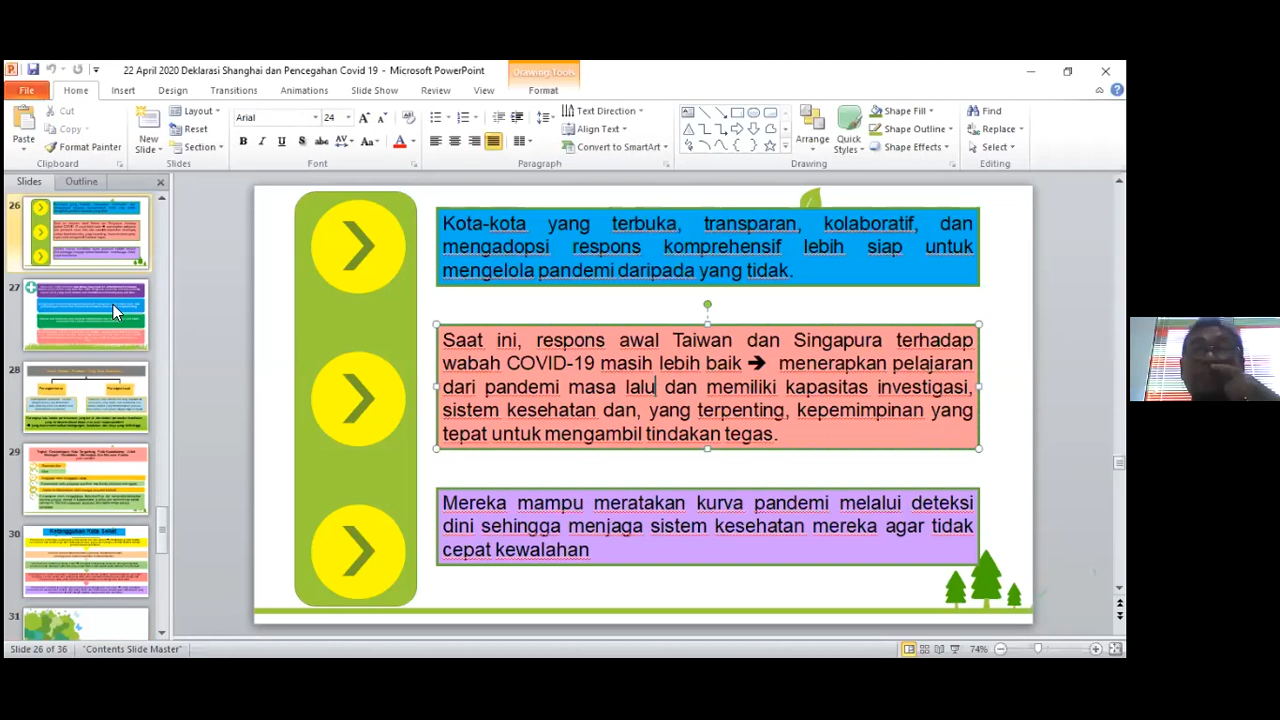 22 April 2020 Deklarasi Shanghai dan Pencegahan Covid 19 - Microsoft PowerPoint
Drawing Tools
File Home Insert Design Transitions Animations Slide Show Review View Format
Paste Cut Copy Format Painter
New Slide Layout Reset Section
Arial 24
Text Direction Align Text Convert to SmartArt
Arrange Quick Styles Shape Fill Shape Outline Shape Effects
Find Replace Select
Clipboard Slides Font Paragraph Drawing Editing
Slides Outline
26
27
28
29
30
31
Kota-kota yang terbuka, transparan, kolaboratif, dan
mengadopsi respons komprehensif lebih siap untuk
mengelola pandemi daripada yang tidak.
Saat ini, respons awal Taiwan dan Singapura terhadap
wabah COVID-19 masih lebih baik ➔ menerapkan pelajaran
dari pandemi masa lalu dan memiliki kapasitas investigasi,
sistem kesehatan dan, yang terpenting, kepemimpinan yang
tepat untuk mengambil tindakan tegas.
Mereka mampu meratakan kurva pandemi melalui deteksi
dini sehingga menjaga sistem kesehatan mereka agar tidak
cepat kewalahan
Slide 26 of 36 "Contents Slide Master" 74%